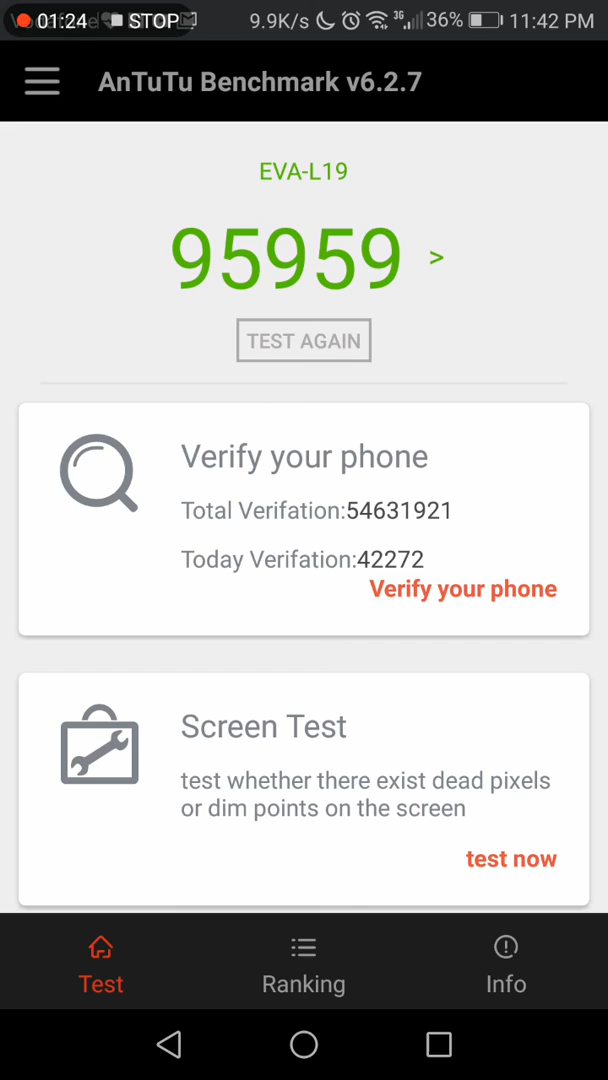 01:24 STOP 9.9K/s 3G 36% 11:42 PM
AnTuTu Benchmark v6.2.7
EVA-L19
95959 >
TEST AGAIN
Verify your phone
Total Verifation:54631921
Today Verifation:42272
Verify your phone
Screen Test
test whether there exist dead pixels
or dim points on the screen
test now
Test Ranking Info